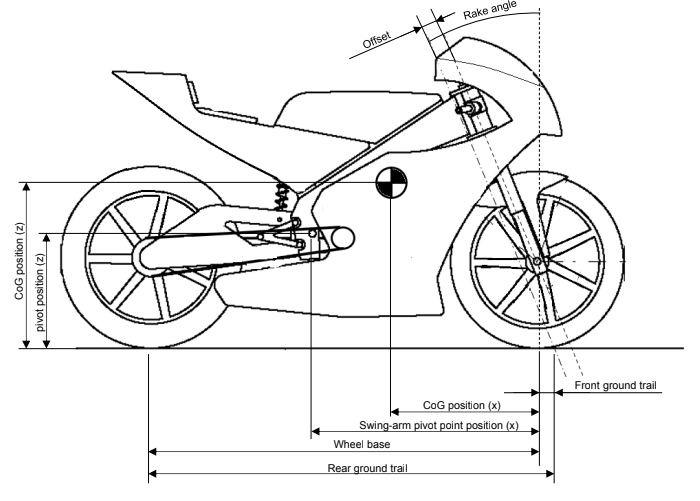 Rake angle
Offset
CoG position (z)
pivot position (z)
Front ground trail
CoG position (x)
Swing-arm pivot point position (x)
Wheel base
Rear ground trail